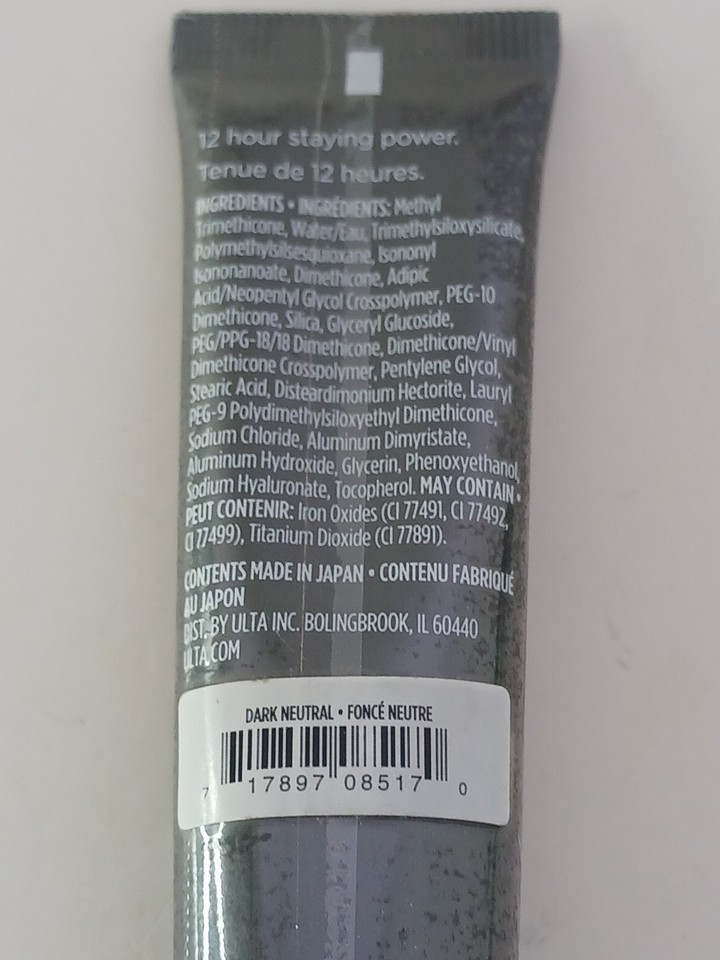 12 hour staying power.
Tenue de 12 heures.
INGREDIENTS • INGRÉDIENTS: Methyl
Trimethicone, Water/Eau, Trimethylsiloxysilicate,
Polymethylsilsesquioxane, Isononyl
Isononanoate, Dimethicone, Adipic
Acid/Neopentyl Glycol Crosspolymer, PEG-10
Dimethicone, Silica, Glyceryl Glucoside,
PEG/PPG-18/18 Dimethicone, Dimethicone/Vinyl
Dimethicone Crosspolymer, Pentylene Glycol,
Stearic Acid, Disteardimonium Hectorite, Lauryl
PEG-9 Polydimethylsiloxyethyl Dimethicone,
Sodium Chloride, Aluminum Dimyristate,
Aluminum Hydroxide, Glycerin, Phenoxyethanol,
Sodium Hyaluronate, Tocopherol. MAY CONTAIN •
PEUT CONTENIR: Iron Oxides (CI 77491, CI 77492,
CI 77499), Titanium Dioxide (CI 77891).
CONTENTS MADE IN JAPAN • CONTENU FABRIQUÉ
AU JAPON
DIST. BY ULTA INC. BOLINGBROOK, IL 60440
ULTA.COM
DARK NEUTRAL • FONCÉ NEUTRE
7 17897 08517 0